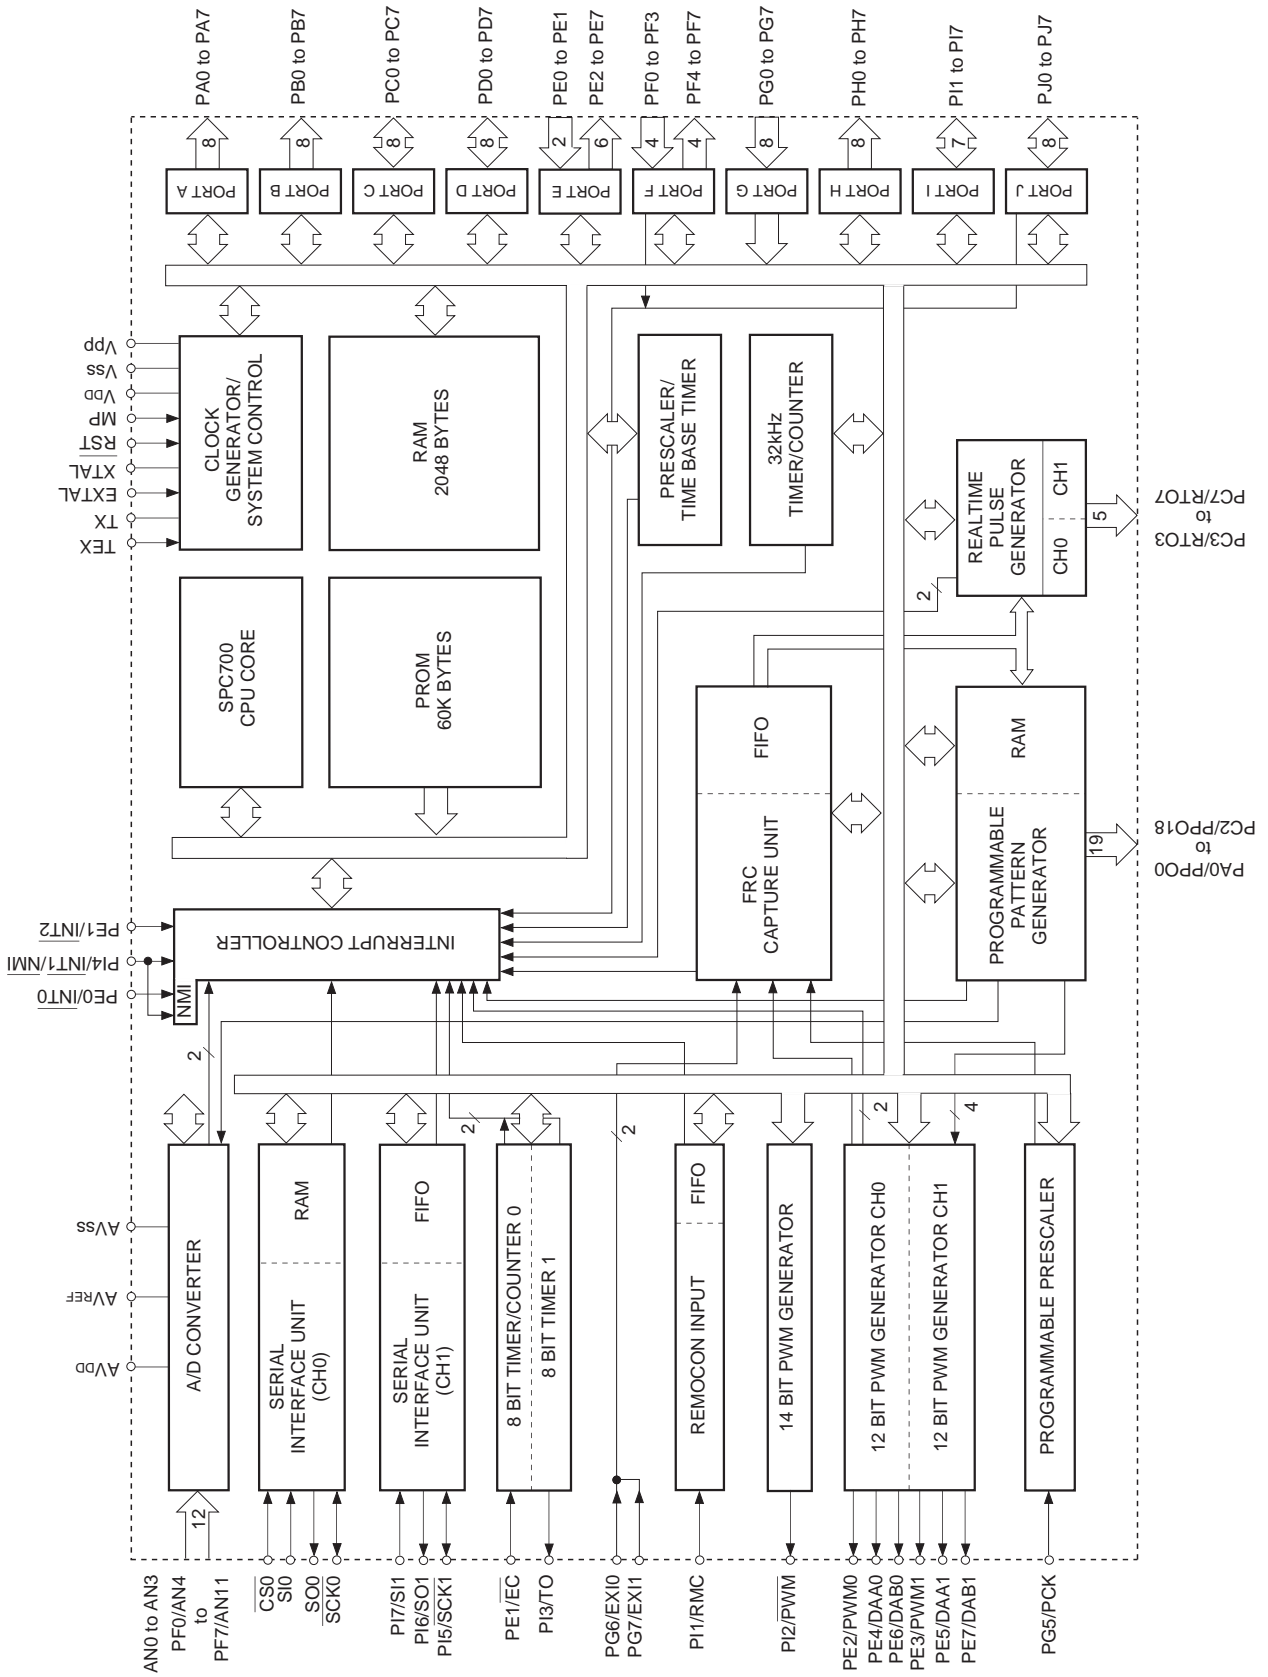 PA0 to PA7
PB0 to PB7
PC0 to PC7
PD0 to PD7
PE0 to PE1
PE2 to PE7
PF0 to PF3
PF4 to PF7
PG0 to PG7
PH0 to PH7
PI1 to PI7
PJ0 to PJ7
8
8
8
8
2
6
4
4
8
8
7
8
PORT A
PORT B
PORT C
PORT D
PORT E
PORT F
PORT G
PORT H
PORT I
PORT J
Vpp
Vss
VDD
MP
RST
XTAL
EXTAL
TX
TEX
CLOCK
GENERATOR/
SYSTEM CONTROL
RAM
2048 BYTES
PRESCALER/
TIME BASE TIMER
32kHz
TIMER/COUNTER
REALTIME
PULSE
GENERATOR
CH0
CH1
5
PC3/RTO3
to
PC7/RTO7
2
SPC700
CPU CORE
PROM
60K BYTES
FRC
CAPTURE UNIT
FIFO
PROGRAMMABLE
PATTERN
GENERATOR
RAM
19
PA0/PPO0
to
PC2/PPO18
PE1/INT2
PI4/INT1/NMI
PE0/INT0
INTERRUPT CONTROLLER
NMI
2
2
2
2
4
AVss
AVREF
AVDD
A/D CONVERTER
SERIAL
INTERFACE UNIT
(CH0)
RAM
SERIAL
INTERFACE UNIT
(CH1)
FIFO
8 BIT TIMER/COUNTER 0
8 BIT TIMER 1
REMOCON INPUT
FIFO
14 BIT PWM GENERATOR
12 BIT PWM GENERATOR CH0
12 BIT PWM GENERATOR CH1
PROGRAMMABLE PRESCALER
12
AN0 to AN3
PF0/AN4
to
PF7/AN11
CS0
SI0
SO0
SCK0
PI7/SI1
PI6/SO1
PI5/SCK1
PE1/EC
PI3/TO
PG6/EXI0
PG7/EXI1
PI1/RMC
PI2/PWM
PE2/PWM0
PE4/DAA0
PE6/DAB0
PE3/PWM1
PE5/DAA1
PE7/DAB1
PG5/PCK